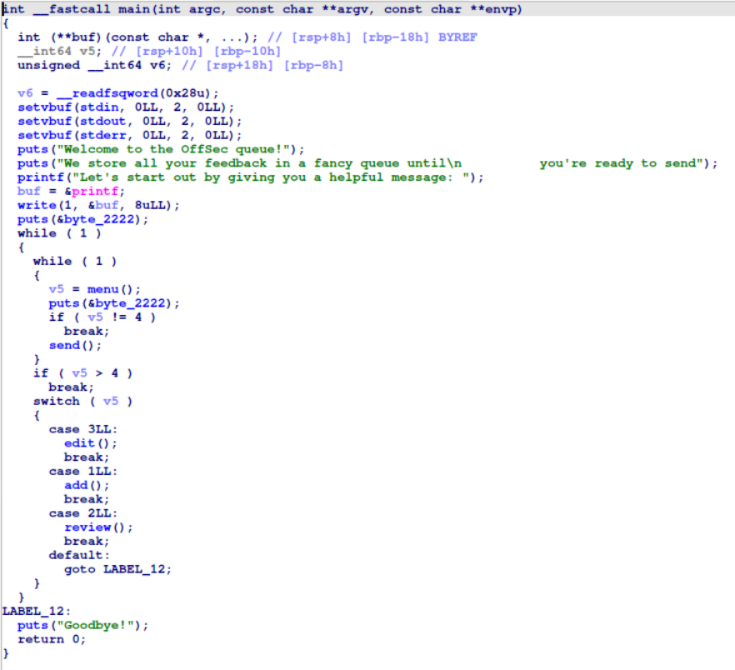 int __fastcall main(int argc, const char **argv, const char **envp)
{
  int (**buf)(const char *, ...); // [rsp+8h] [rbp-18h] BYREF
  __int64 v5; // [rsp+10h] [rbp-10h]
  unsigned __int64 v6; // [rsp+18h] [rbp-8h]

  v6 = __readfsqword(0x28u);
  setvbuf(stdin, 0LL, 2, 0LL);
  setvbuf(stdout, 0LL, 2, 0LL);
  setvbuf(stderr, 0LL, 2, 0LL);
  puts("Welcome to the OffSec queue!");
  puts("We store all your feedback in a fancy queue until\n          you're ready to send");
  printf("Let's start out by giving you a helpful message: ");
  buf = &printf;
  write(1, &buf, 8uLL);
  puts(&byte_2222);
  while ( 1 )
  {
    while ( 1 )
    {
      v5 = menu();
      puts(&byte_2222);
      if ( v5 != 4 )
        break;
      send();
    }
    if ( v5 > 4 )
      break;
    switch ( v5 )
    {
      case 3LL:
        edit();
        break;
      case 1LL:
        add();
        break;
      case 2LL:
        review();
        break;
      default:
        goto LABEL_12;
    }
  }
LABEL_12:
  puts("Goodbye!");
  return 0;
}